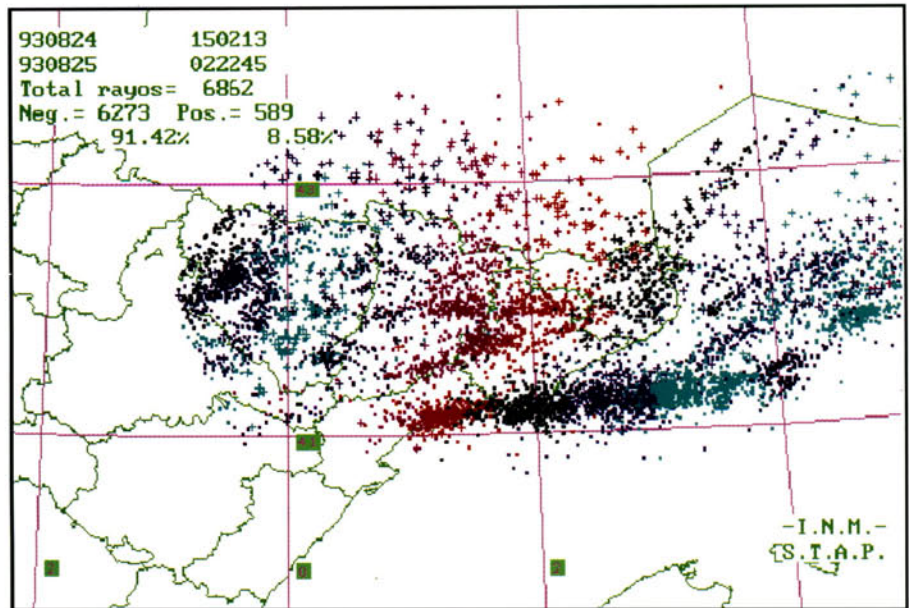 930824 150213
930825 022245
Total rayos= 6862
Neg.= 6273 Pos.= 589
91.42% 8.58%
43
41
-I.N.M.-
S.T.A.P.
2 0 2